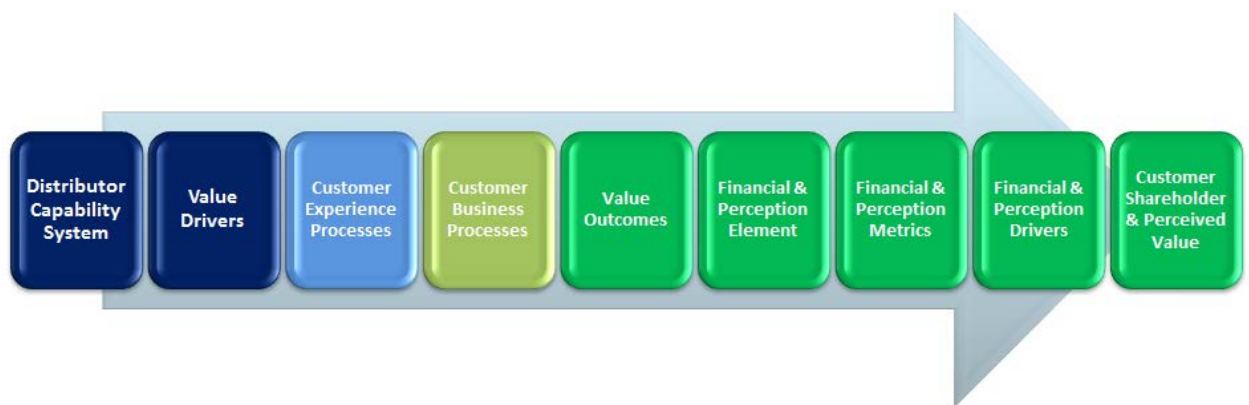 Distributor
Capability
System
Value
Drivers
Customer
Experience
Processes
Customer
Business
Processes
Value
Outcomes
Financial &
Perception
Element
Financial &
Perception
Metrics
Financial &
Perception
Drivers
Customer
Shareholder
& Perceived
Value